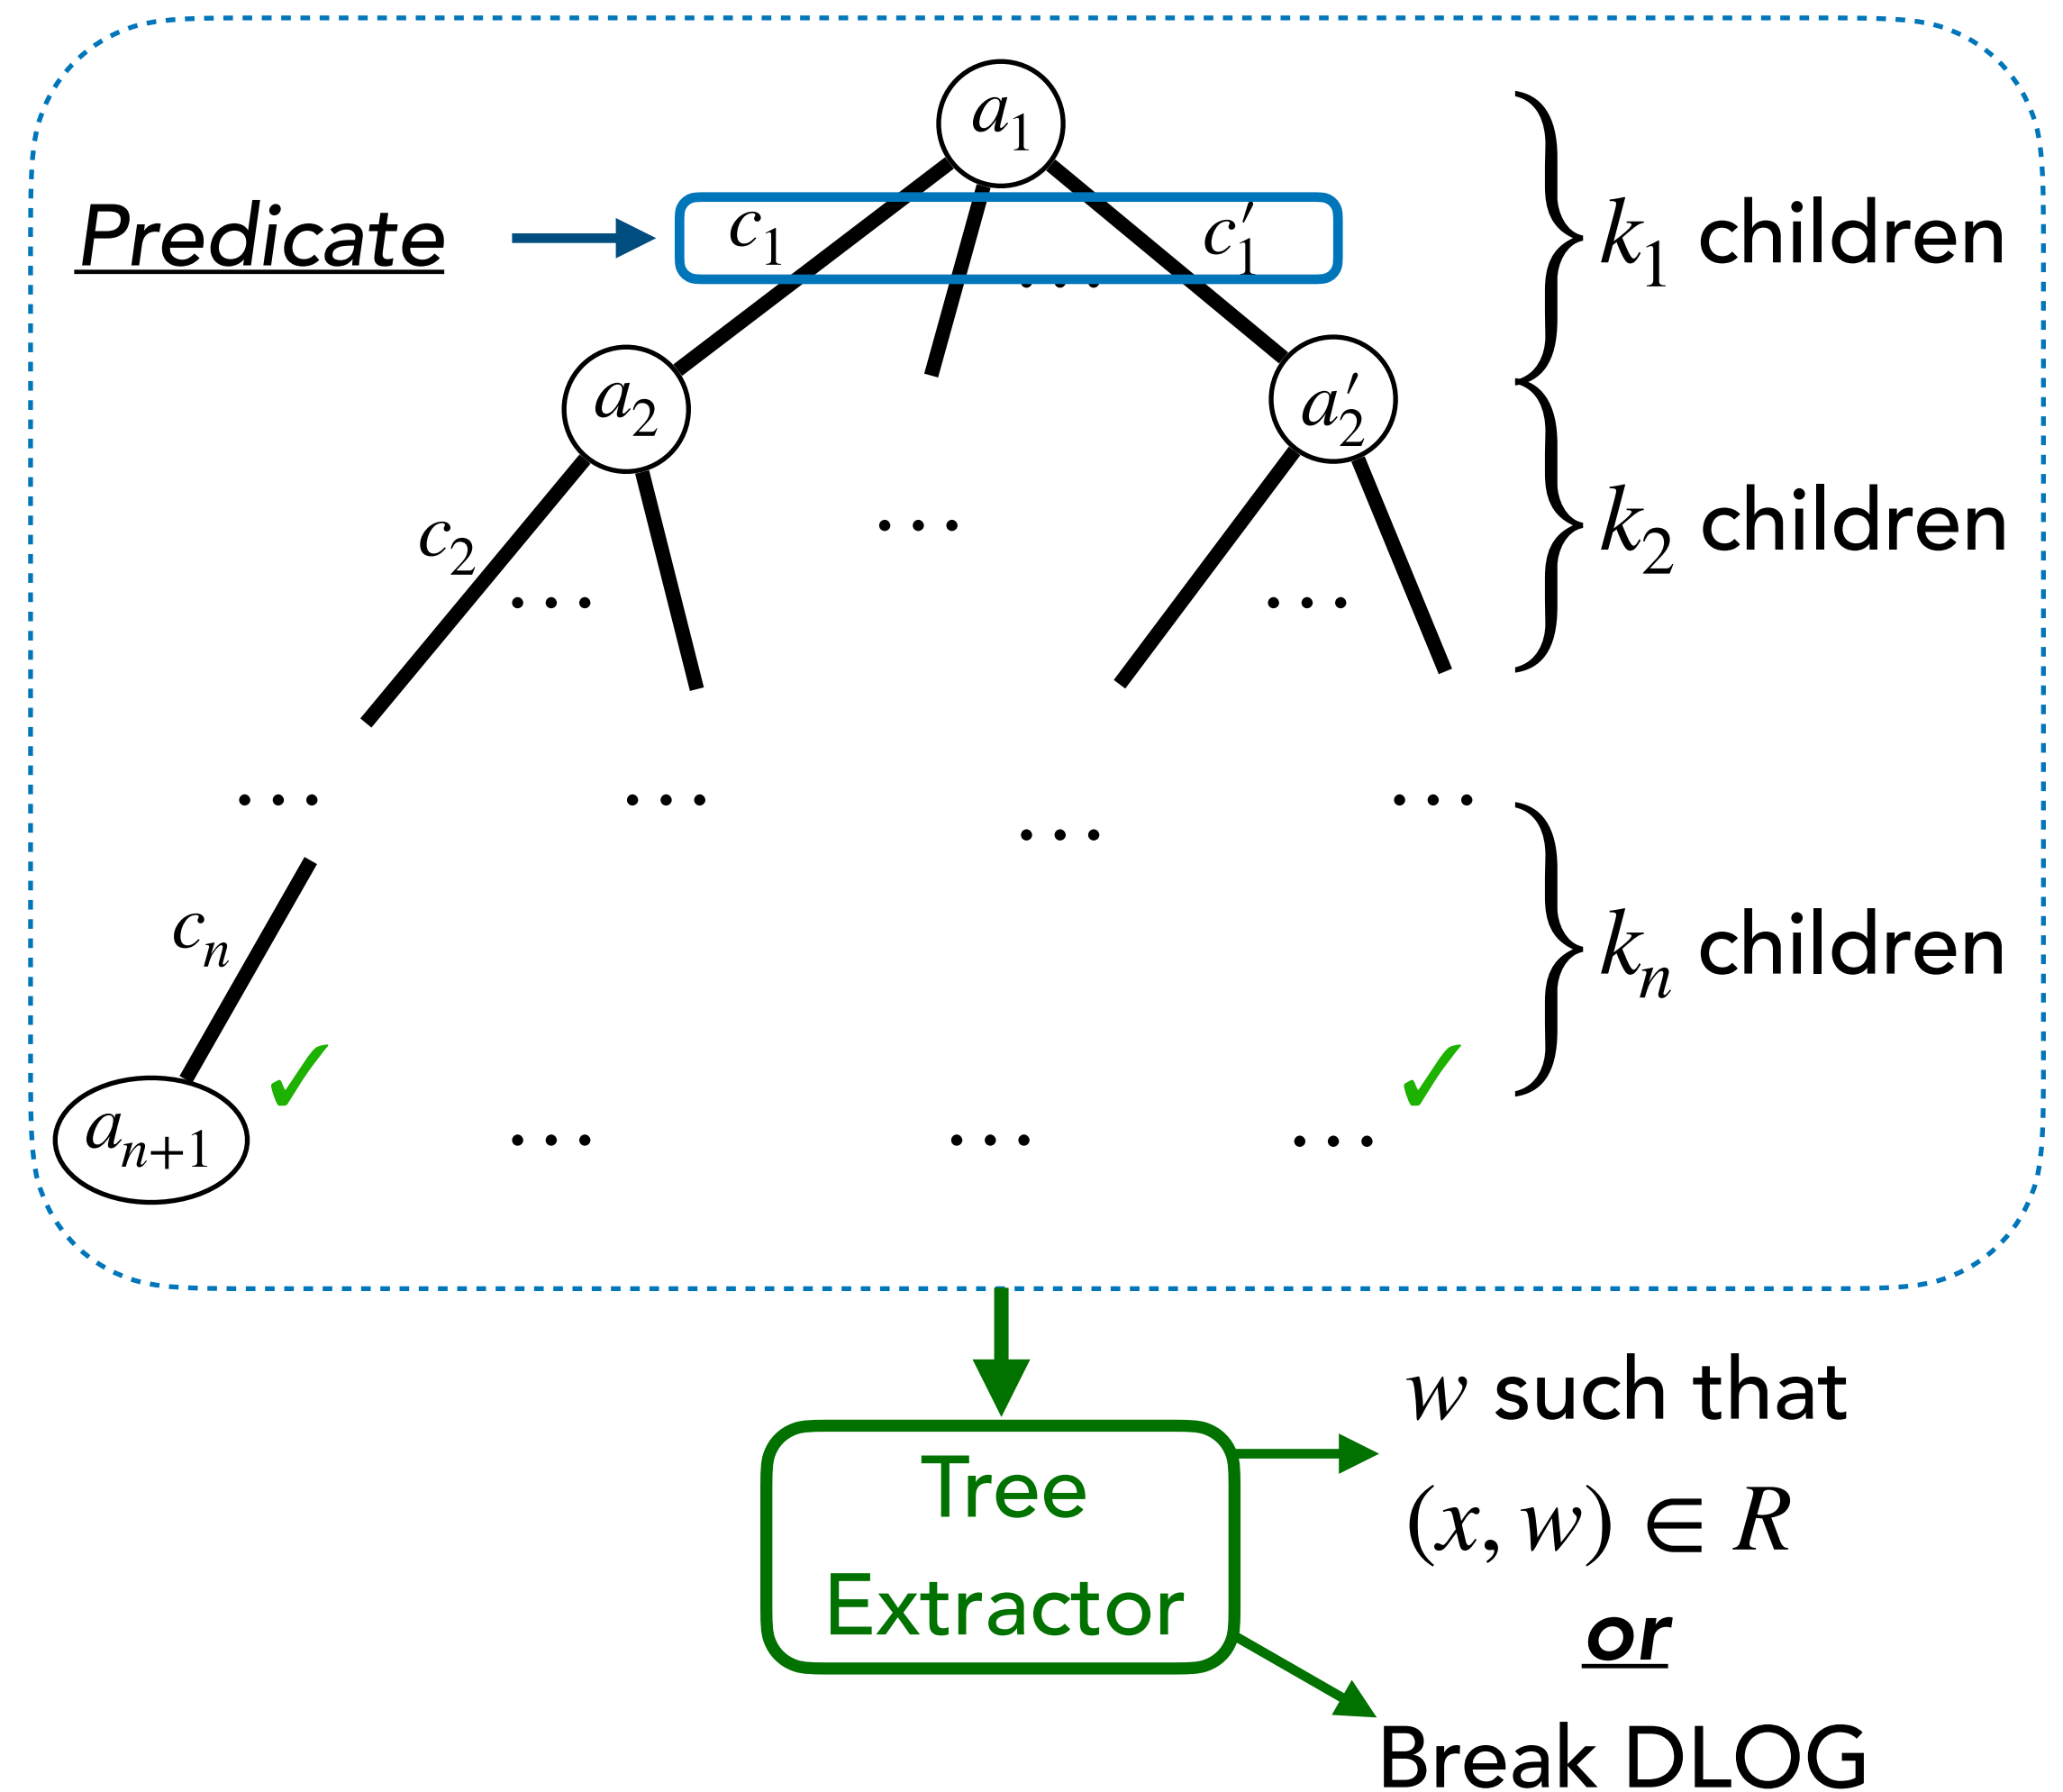 a₁
Predicate
c₁
c′₁
...
k₁ children
a₂
a′₂
c₂
...
...
...
k₂ children
...
...
...
...
cₙ
kₙ children
✓
✓
aₙ₊₁
...
...
...
Tree
Extractor
w such that
(x, w) ∈ R
or
Break DLOG